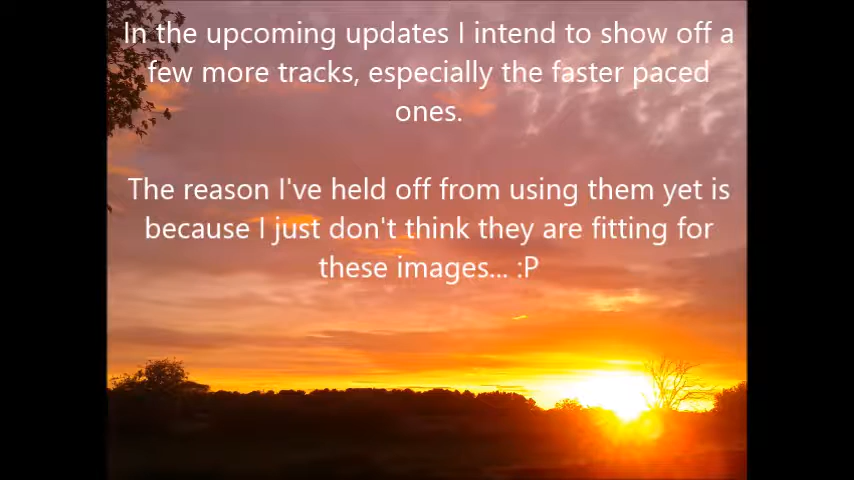 In the upcoming updates I intend to show off a
few more tracks, especially the faster paced
ones.
The reason I've held off from using them yet is
because I just don't think they are fitting for
these images... :P